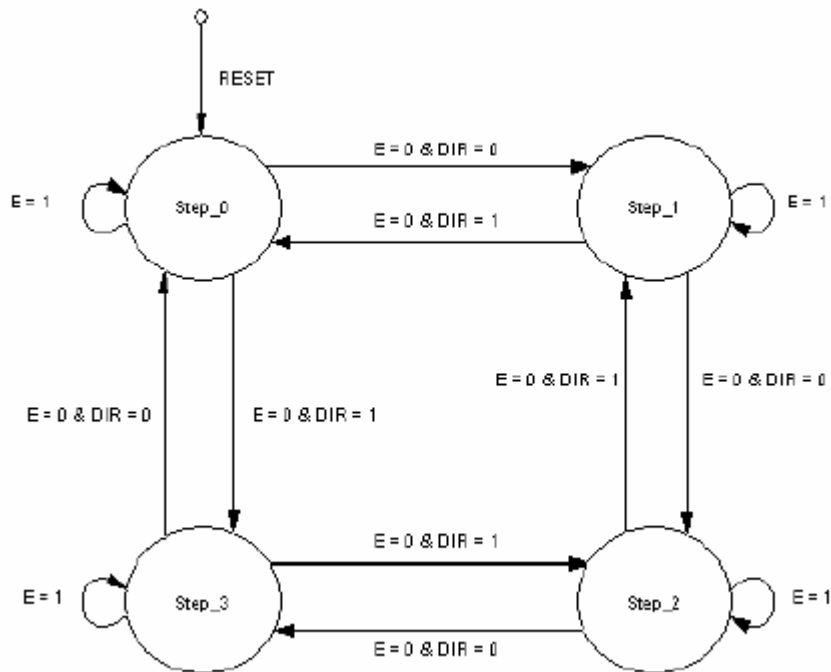 RESET
E = 0 & DIR = 0
E = 1
Step_0
Step_1
E = 1
E = 0 & DIR = 1
E = 0 & DIR = 1
E = 0 & DIR = 0
E = 0 & DIR = 0
E = 0 & DIR = 1
E = 0 & DIR = 1
E = 1
Step_3
Step_2
E = 1
E = 0 & DIR = 0